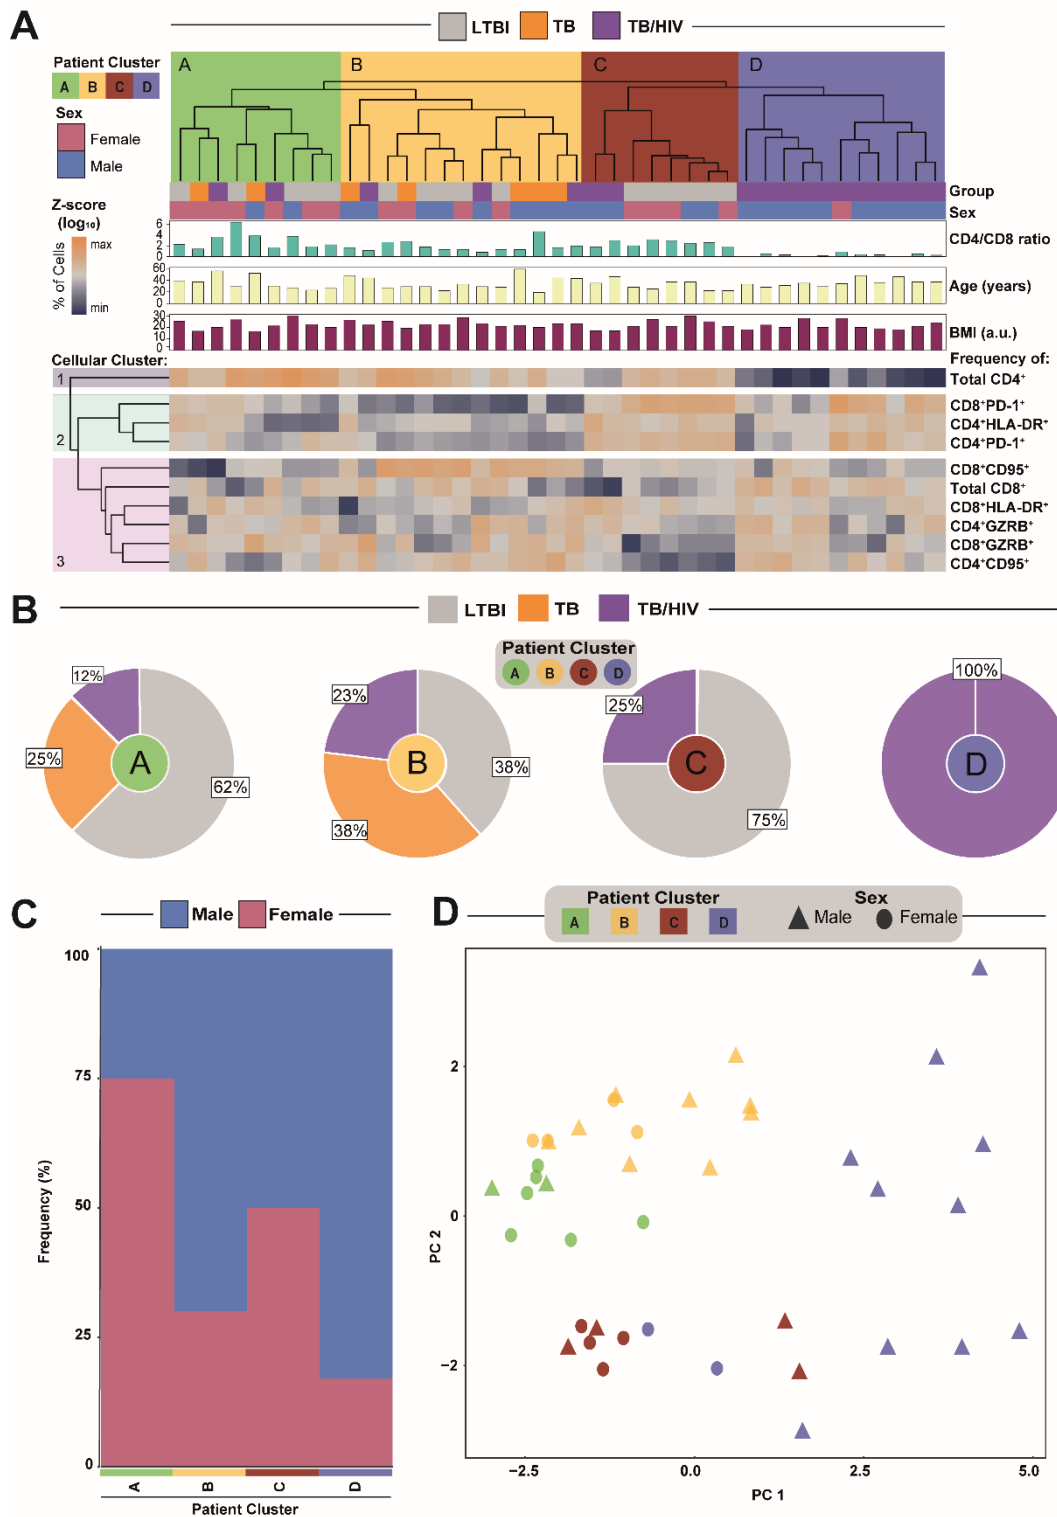 A
LTBI TB TB/HIV
Patient Cluster
A B C D
Sex
Female
Male
Z-score
(log₁₀)
% of Cells
max
min
A B C D
Group
Sex
6
4
2
0
CD4/CD8 ratio
60
40
20
0
Age (years)
30
20
10
0
BMI (a.u.)
Cellular Cluster:
Frequency of:
1
Total CD4⁺
2
CD8⁺PD-1⁺
CD4⁺HLA-DR⁺
CD4⁺PD-1⁺
3
CD8⁺CD95⁺
Total CD8⁺
CD8⁺HLA-DR⁺
CD4⁺GZRB⁺
CD8⁺GZRB⁺
CD4⁺CD95⁺
B
LTBI TB TB/HIV
Patient Cluster
A B C D
12%
25%
62%
A
23%
38%
38%
B
25%
75%
C
100%
D
C
Male Female
Frequency (%)
100
75
50
25
0
A B C D
Patient Cluster
D
Patient Cluster
A B C D
Sex
Male Female
PC 2
2
0
−2
−2.5 0.0 2.5 5.0
PC 1